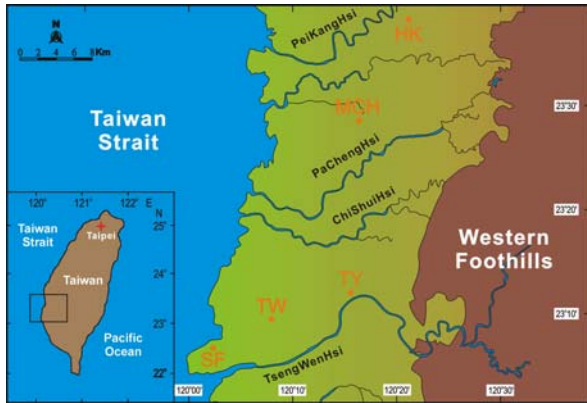 N
0 2 4 6 8 Km
PeiKangHsi
HK
MCH
23°30'
Taiwan
Strait
PaChengHsi
ChiShuiHsi
23°20'
120° 121° 122° E
N
25°
Taiwan
Strait
Taipei
Taiwan
24°
23°
Pacific
Ocean
22°
Western
Foothills
TW
TY
23°10'
SF
TsengWenHsi
120°00'
120°10'
120°20'
120°30'